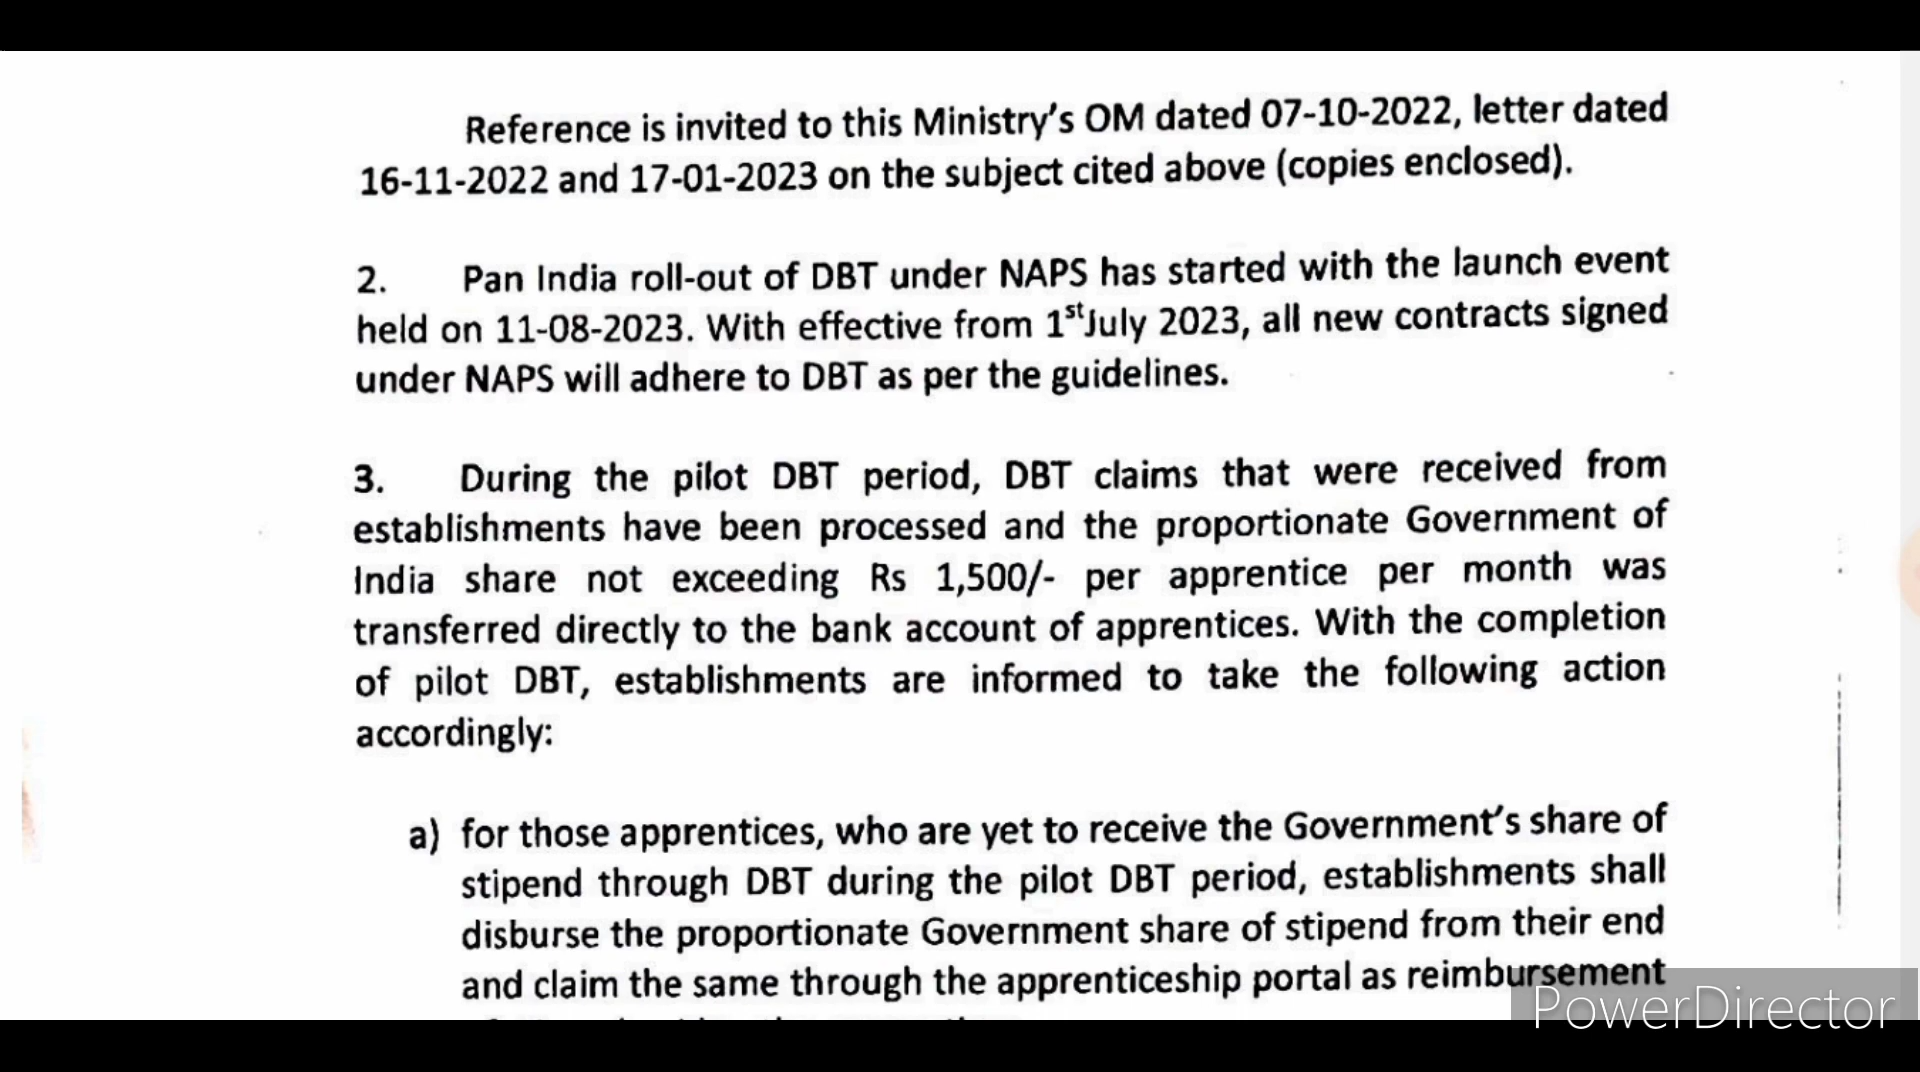 Reference is invited to this Ministry's OM dated 07-10-2022, letter dated
16-11-2022 and 17-01-2023 on the subject cited above (copies enclosed).
2. Pan India roll-out of DBT under NAPS has started with the launch event
held on 11-08-2023. With effective from 1st July 2023, all new contracts signed
under NAPS will adhere to DBT as per the guidelines.
3. During the pilot DBT period, DBT claims that were received from
establishments have been processed and the proportionate Government of
India share not exceeding Rs 1,500/- per apprentice per month was
transferred directly to the bank account of apprentices. With the completion
of pilot DBT, establishments are informed to take the following action
accordingly:
a) for those apprentices, who are yet to receive the Government's share of
stipend through DBT during the pilot DBT period, establishments shall
disburse the proportionate Government share of stipend from their end
and claim the same through the apprenticeship portal as reimbursement
PowerDirector